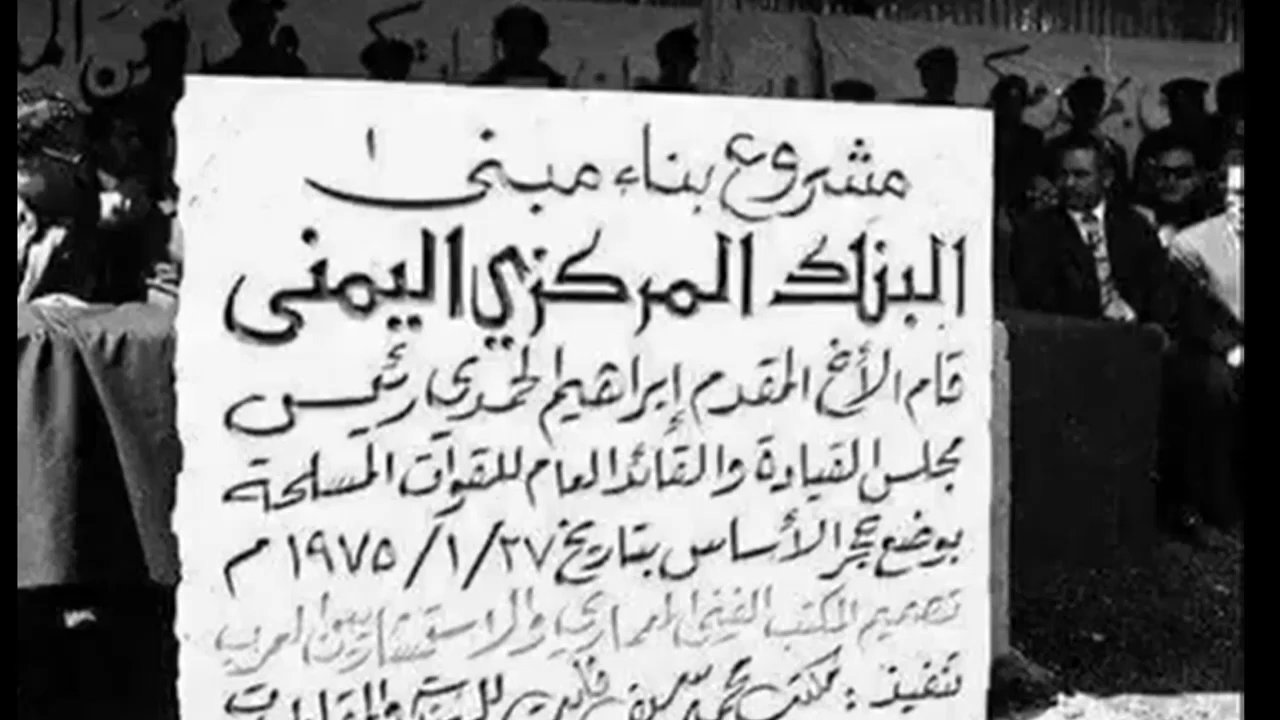 مشروع بناء مبنى
البنك المركزي اليمني
قام الأخ المقدم إبراهيم الحمدي رئيس
مجلس القيادة والقائد العام للقوات المسلحة
بوضع حجر الأساس بتاريخ ٢٧/١/١٩٧٥م
تصميم المكتب الفني المعماري والاستشاريون العرب
تنفيذ: مكتب محمد